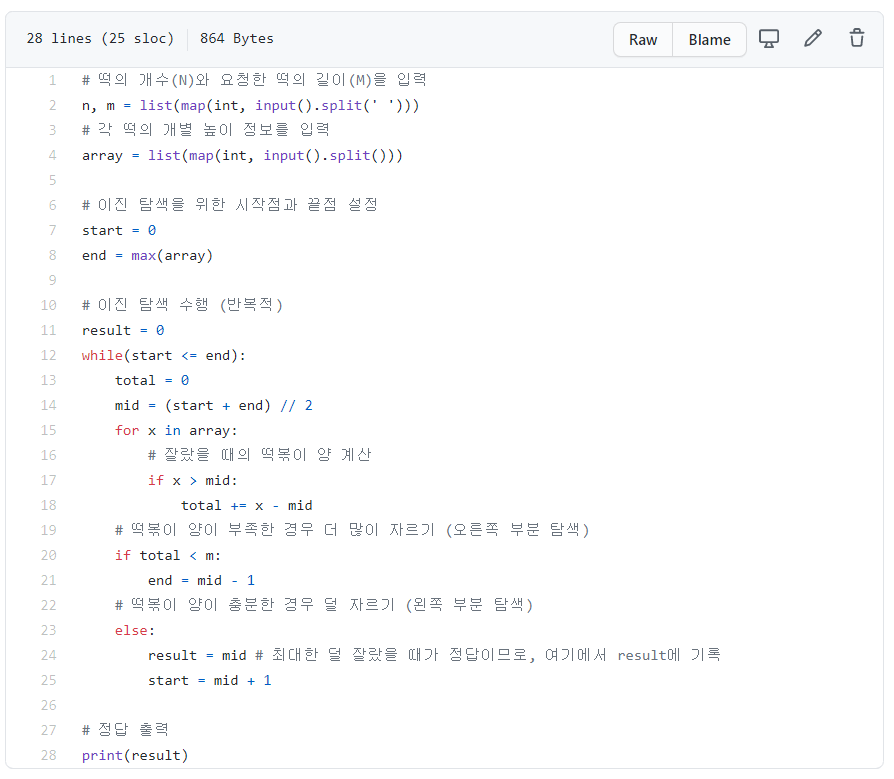 28 lines (25 sloc) 864 Bytes Raw Blame
1 # 떡의 개수(N)와 요청한 떡의 길이(M)을 입력
2 n, m = list(map(int, input().split(' ')))
3 # 각 떡의 개별 높이 정보를 입력
4 array = list(map(int, input().split()))
5
6 # 이진 탐색을 위한 시작점과 끝점 설정
7 start = 0
8 end = max(array)
9
10 # 이진 탐색 수행 (반복적)
11 result = 0
12 while(start <= end):
13     total = 0
14     mid = (start + end) // 2
15     for x in array:
16         # 잘랐을 때의 떡볶이 양 계산
17         if x > mid:
18             total += x - mid
19     # 떡볶이 양이 부족한 경우 더 많이 자르기 (오른쪽 부분 탐색)
20     if total < m:
21         end = mid - 1
22     # 떡볶이 양이 충분한 경우 덜 자르기 (왼쪽 부분 탐색)
23     else:
24         result = mid # 최대한 덜 잘랐을 때가 정답이므로, 여기에서 result에 기록
25         start = mid + 1
26
27 # 정답 출력
28 print(result)